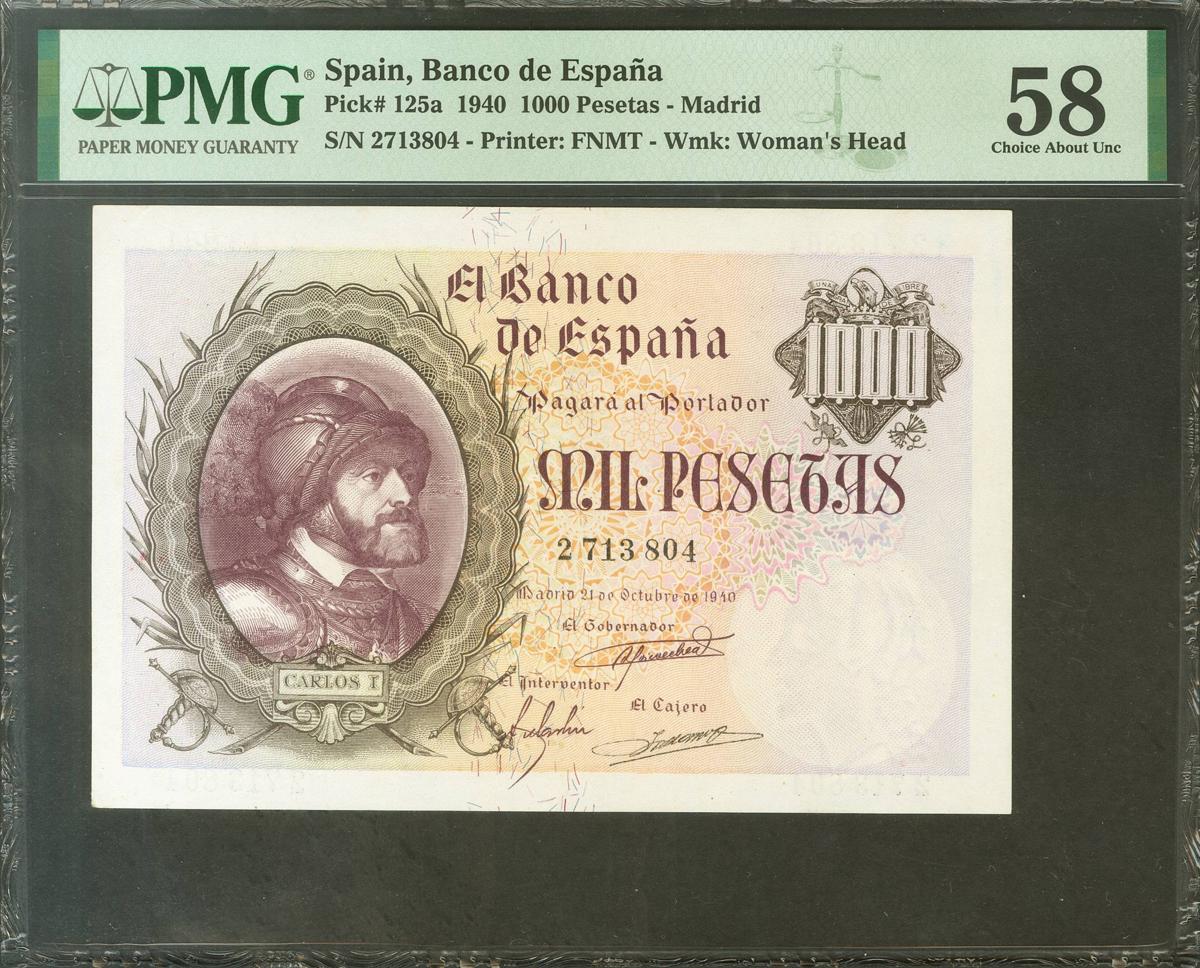 PMG®
PAPER MONEY GUARANTY
Spain, Banco de España
Pick# 125a 1940 1000 Pesetas - Madrid
S/N 2713804 - Printer: FNMT - Wmk: Woman's Head
58
Choice About Unc
El Banco
de España
UNA LIBRE
1000
Pagará al Portador
MIL PESETAS
2 713 804
Madrid 21 de Octubre de 1940
El Gobernador
El Interventor
El Cajero
CARLOS I